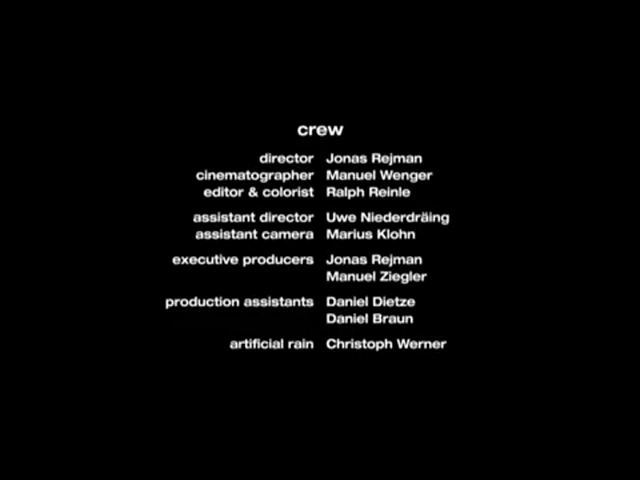 crew
director Jonas Rejman
cinematographer Manuel Wenger
editor & colorist Ralph Reinle
assistant director Uwe Niederdräing
assistant camera Marius Klohn
executive producers Jonas Rejman
Manuel Ziegler
production assistants Daniel Dietze
Daniel Braun
artificial rain Christoph Werner